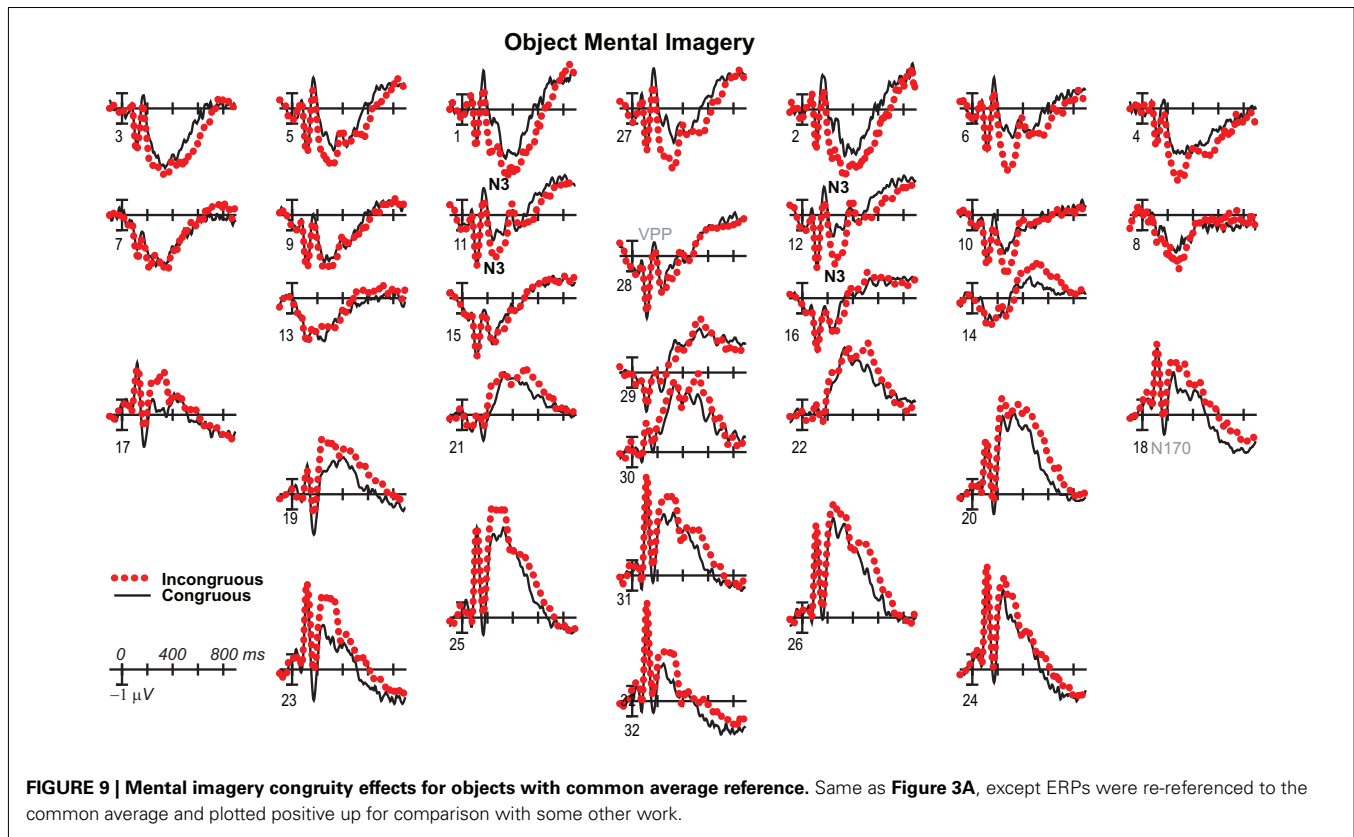 Object Mental Imagery
3
5
1
27
2
6
4
N3
N3
7
9
11
VPP
12
10
8
N3
28
N3
13
15
16
14
29
17
21
30
22
18 N170
19
20
31
Incongruous
Congruous
25
26
0 400 800 ms
−1 μV
23
32
32
24
FIGURE 9 | Mental imagery congruity effects for objects with common average reference. Same as Figure 3A, except ERPs were re-referenced to the
common average and plotted positive up for comparison with some other work.